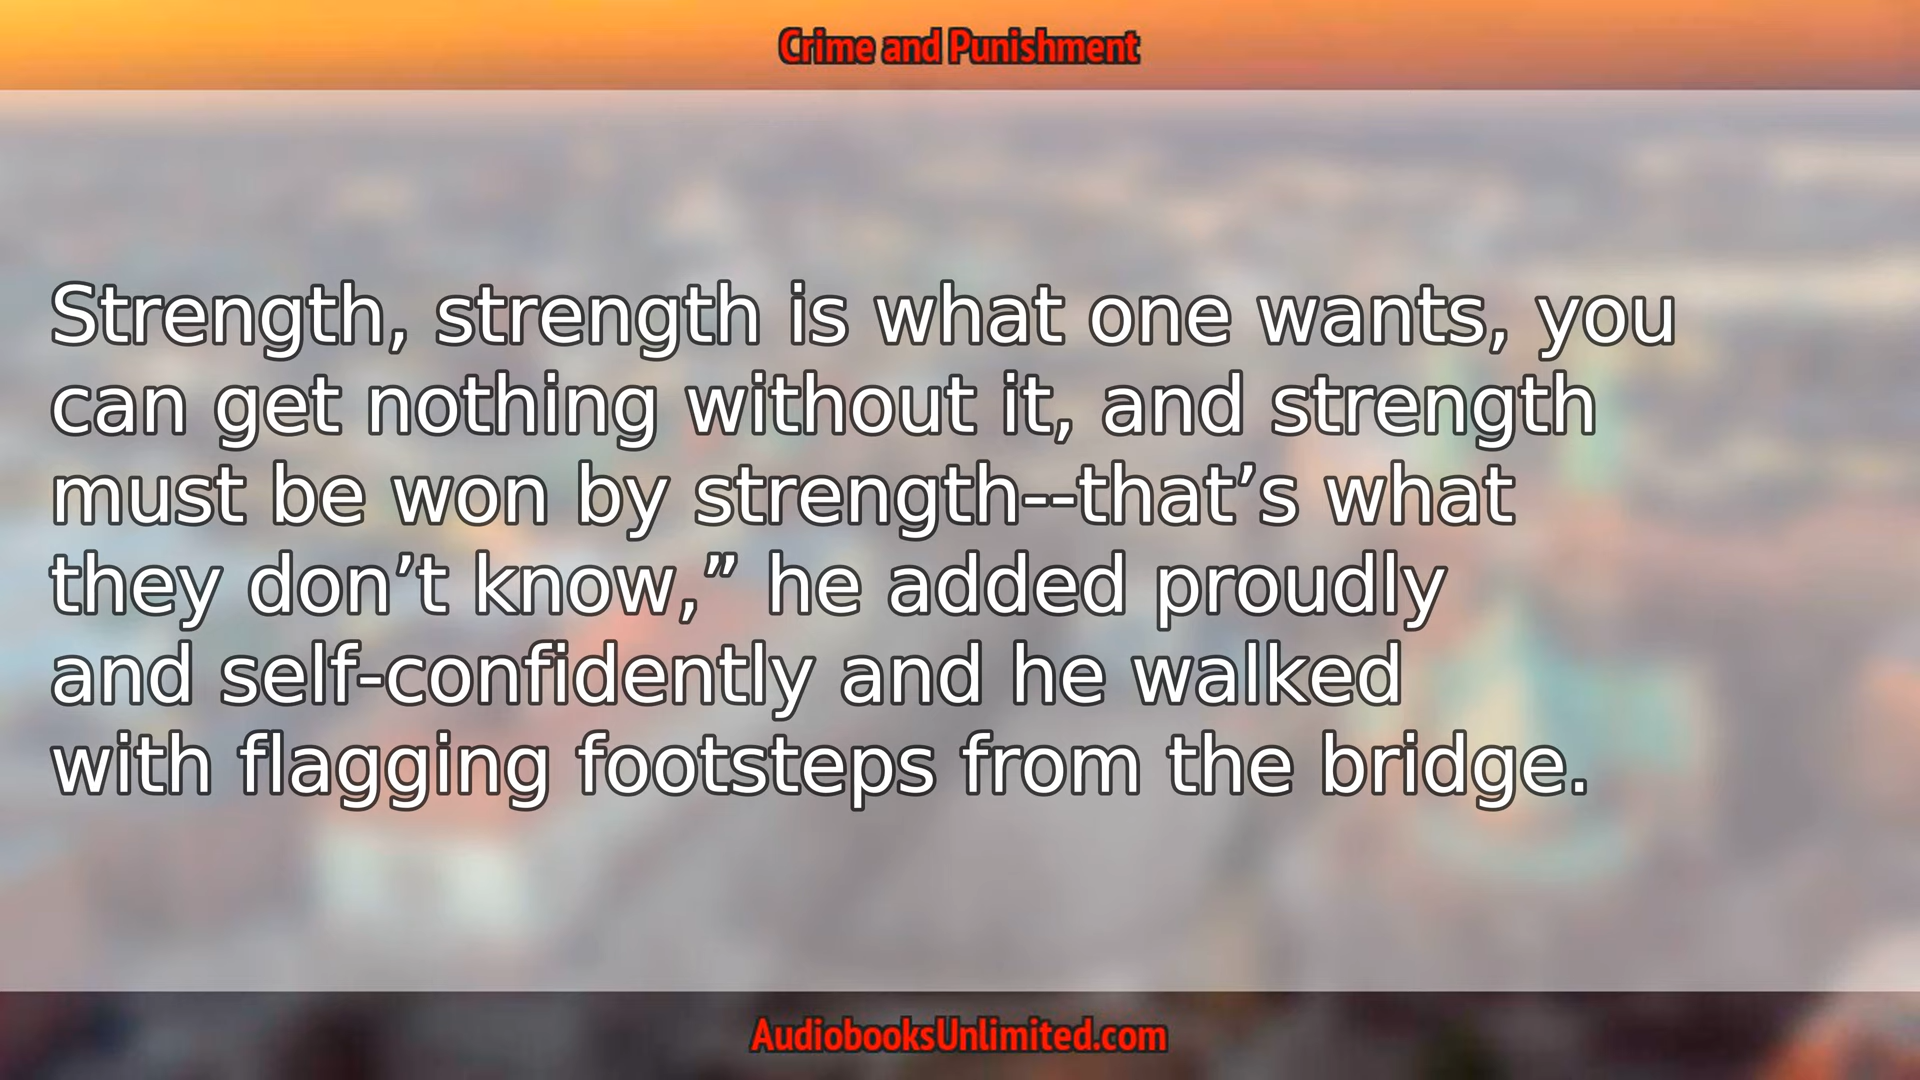 Crime and Punishment
Strength, strength is what one wants, you
can get nothing without it, and strength
must be won by strength--that’s what
they don’t know,” he added proudly
and self-confidently and he walked
with flagging footsteps from the bridge.
AudiobooksUnlimited.com